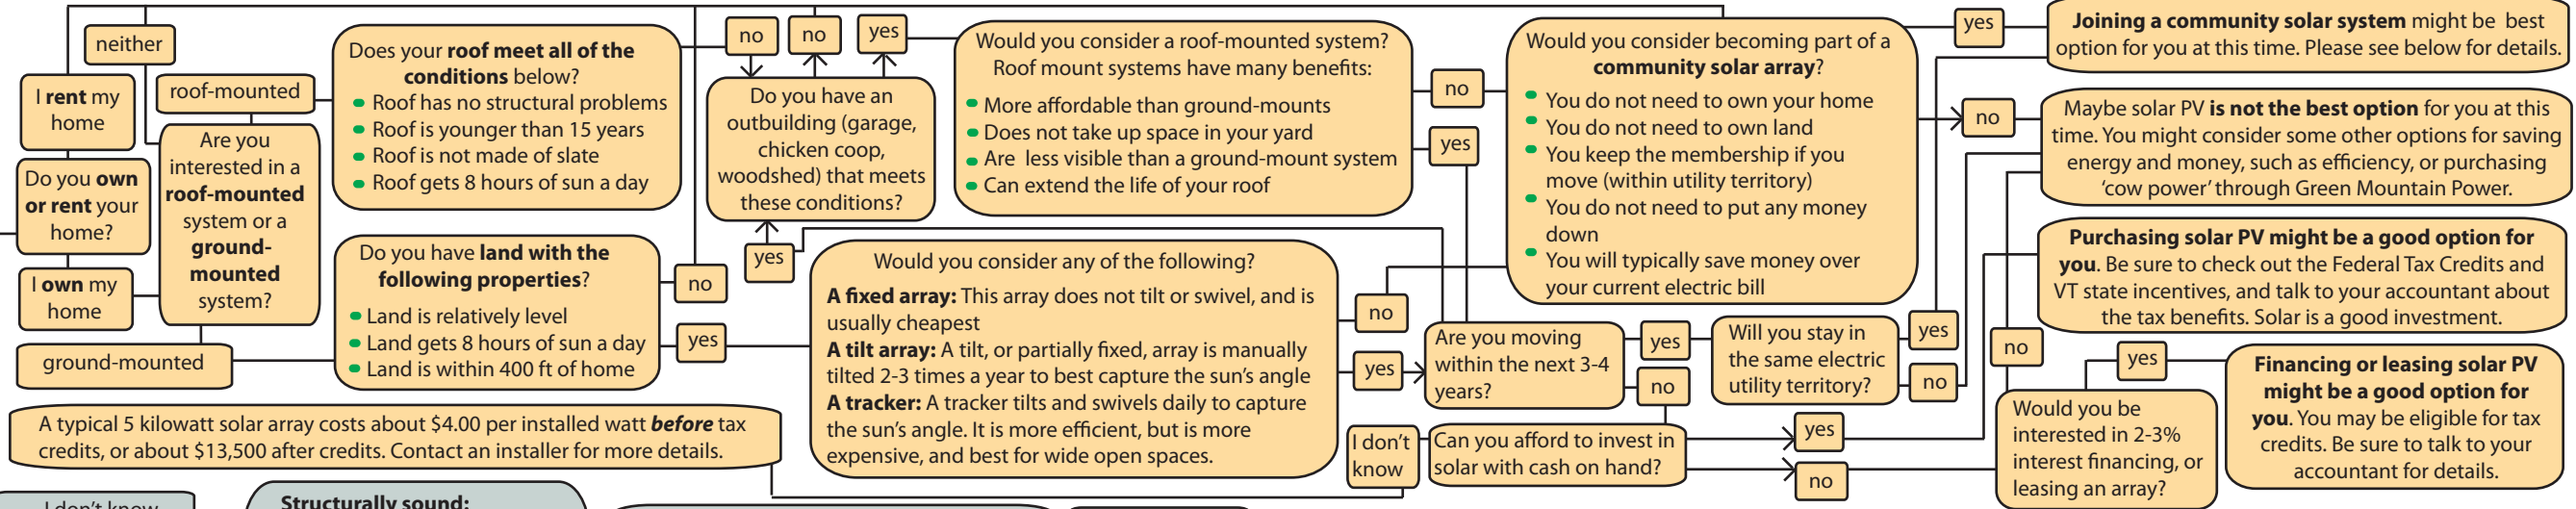 neither
I rent my
home
Do you own
or rent your
home?
I own my
home
roof-mounted
Are you
interested in a
roof-mounted
system or a
ground-
mounted
system?
ground-mounted
Does your roof meet all of the
conditions below?
Roof has no structural problems
Roof is younger than 15 years
Roof is not made of slate
Roof gets 8 hours of sun a day
Do you have land with the
following properties?
Land is relatively level
Land gets 8 hours of sun a day
Land is within 400 ft of home
no
yes
A typical 5 kilowatt solar array costs about $4.00 per installed watt before tax
credits, or about $13,500 after credits. Contact an installer for more details.
no
no
yes
Do you have an
outbuilding (garage,
chicken coop,
woodshed) that meets
these conditions?
yes
Would you consider a roof-mounted system?
Roof mount systems have many benefits:
More affordable than ground-mounts
Does not take up space in your yard
Are less visible than a ground-mount system
Can extend the life of your roof
no
yes
Would you consider any of the following?
A fixed array: This array does not tilt or swivel, and is
usually cheapest
A tilt array: A tilt, or partially fixed, array is manually
tilted 2-3 times a year to best capture the sun's angle
A tracker: A tracker tilts and swivels daily to capture
the sun's angle. It is more efficient, but is more
expensive, and best for wide open spaces.
no
yes
Would you consider becoming part of a
community solar array?
You do not need to own your home
You do not need to own land
You keep the membership if you
move (within utility territory)
You do not need to put any money
down
You will typically save money over
your current electric bill
yes
no
Are you moving
within the next 3-4
years?
yes
no
Will you stay in
the same electric
utility territory?
yes
no
I don't
know
Can you afford to invest in
solar with cash on hand?
yes
no
Joining a community solar system might be best
option for you at this time. Please see below for details.
Maybe solar PV is not the best option for you at this
time. You might consider some other options for saving
energy and money, such as efficiency, or purchasing
'cow power' through Green Mountain Power.
Purchasing solar PV might be a good option for
you. Be sure to check out the Federal Tax Credits and
VT state incentives, and talk to your accountant about
the tax benefits. Solar is a good investment.
no
yes
Would you be
interested in 2-3%
interest financing, or
leasing an array?
Financing or leasing solar PV
might be a good option for
you. You may be eligible for tax
credits. Be sure to talk to your
accountant for details.
I don't know
Structurally sound: